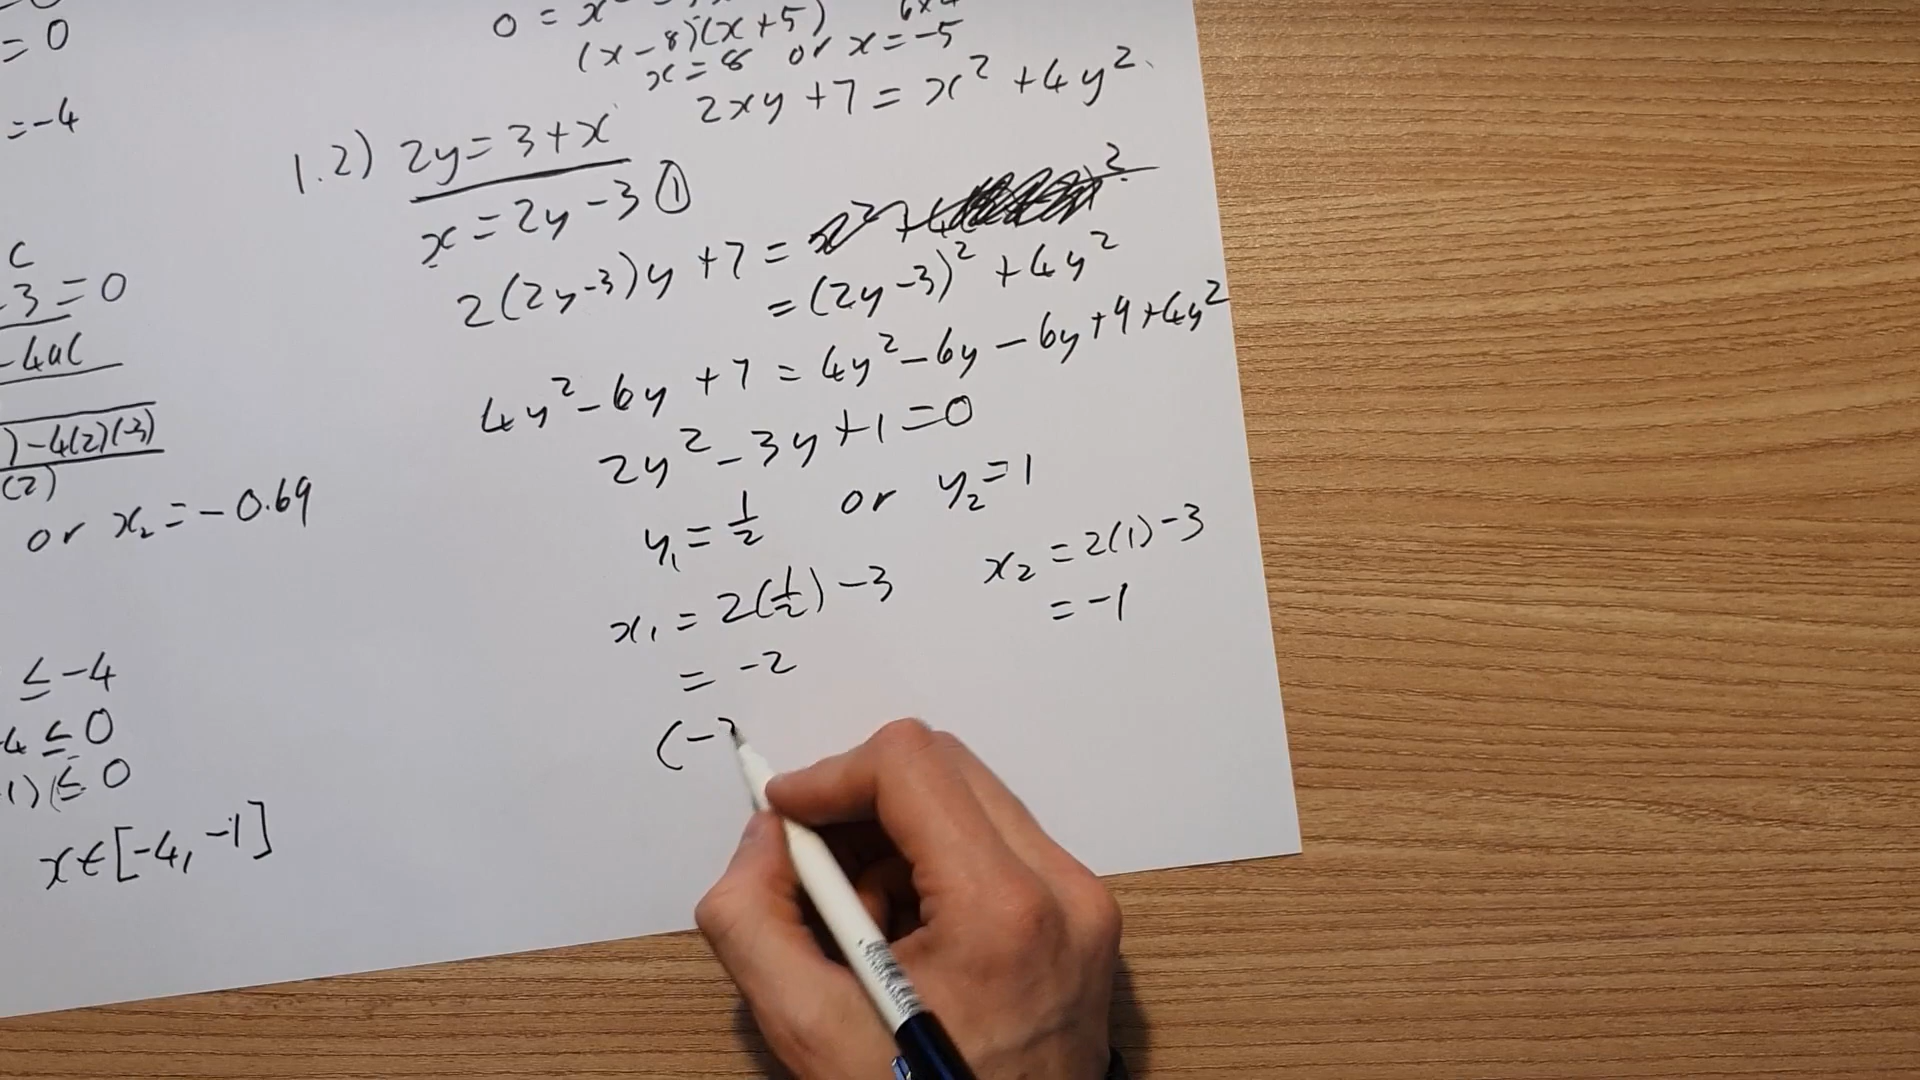 = 0
= -4
c
-3 = 0
-4ac
) - 4(2)(-3)
(2)
or x₂ = -0.69
≤ -4
-4 ≤ 0
1) ≤ 0
x ∈ [-4, -1]
0 = x²
(x-8)(x+5)
x = 8 or x = -5
2xy + 7 = x² + 4y²
1.2) 2y = 3 + x
x = 2y - 3 ①
2(2y-3)y + 7 =
= (2y-3)² + 4y²
4y² - 6y + 7 = 4y² - 6y - 6y + 9 + 4y²
2y² - 3y + 1 = 0
y₁ = 1/2 or y₂ = 1
x₁ = 2(1/2) - 3 x₂ = 2(1) - 3
= -2 = -1
(-2